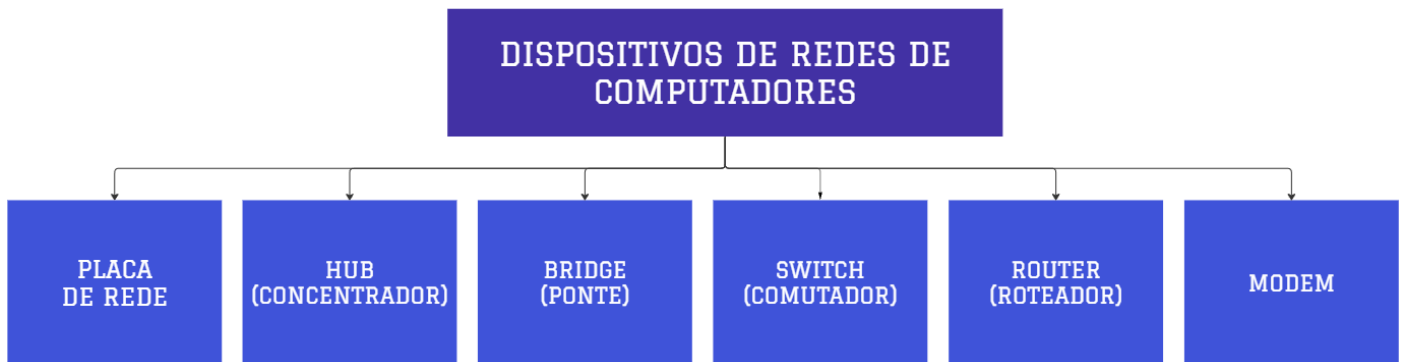 DISPOSITIVOS DE REDES DE
COMPUTADORES
PLACA
DE REDE
HUB
(CONCENTRADOR)
BRIDGE
(PONTE)
SWITCH
(COMUTADOR)
ROUTER
(ROTEADOR)
MODEM